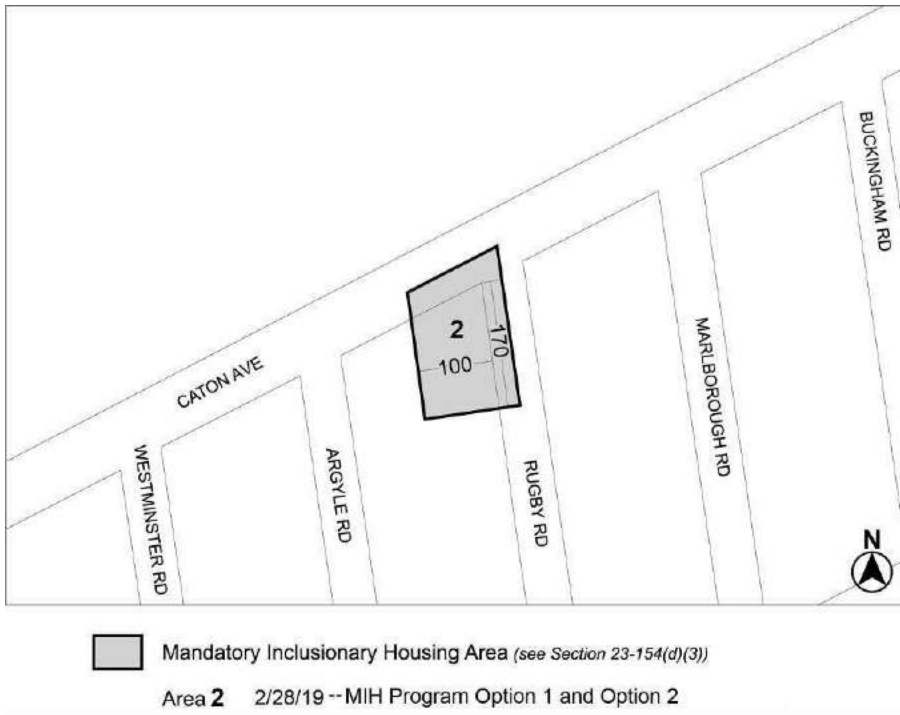 BUCKINGHAM RD
2
170
100
MARLBOROUGH RD
CATON AVE
WESTMINSTER RD
ARGYLE RD
RUGBY RD
N
Mandatory Inclusionary Housing Area (see Section 23-154(d)(3))
Area 2 2/28/19 -- MIH Program Option 1 and Option 2